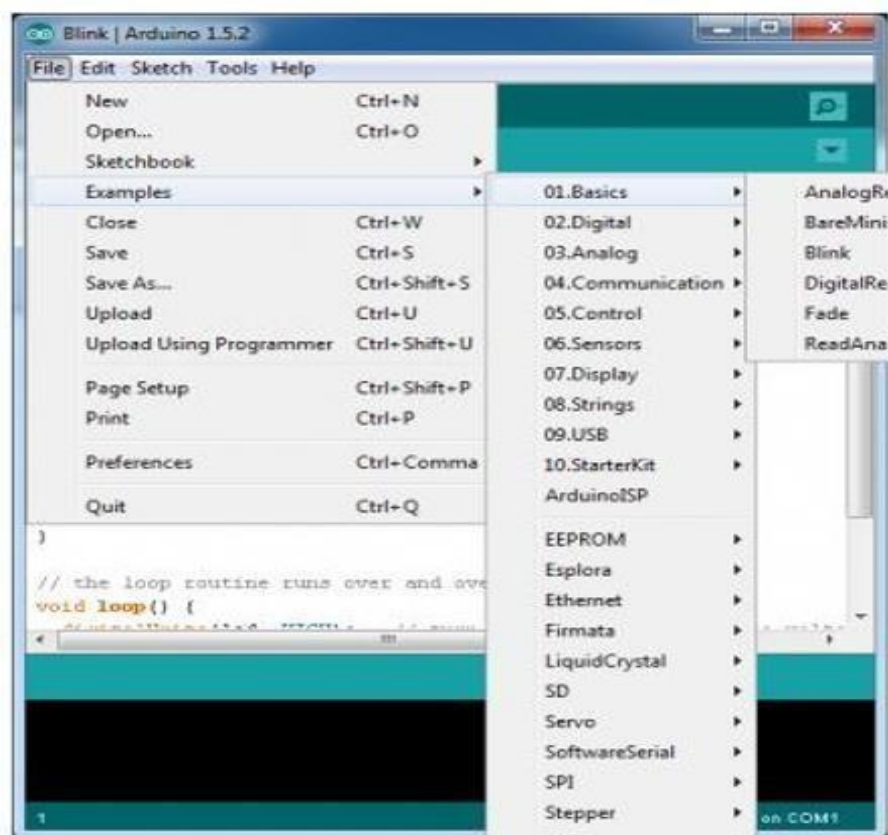 Blink | Arduino 1.5.2
File Edit Sketch Tools Help
New Ctrl+N
Open... Ctrl+O
Sketchbook
Examples
Close Ctrl+W
Save Ctrl+S
Save As... Ctrl+Shift+S
Upload Ctrl+U
Upload Using Programmer Ctrl+Shift+U
Page Setup Ctrl+Shift+P
Print Ctrl+P
Preferences Ctrl+Comma
Quit Ctrl+Q
01.Basics
02.Digital
03.Analog
04.Communication
05.Control
06.Sensors
07.Display
08.Strings
09.USB
10.StarterKit
ArduinoISP
EEPROM
Esplora
Ethernet
Firmata
LiquidCrystal
SD
Servo
SoftwareSerial
SPI
Stepper
AnalogRe
BareMini
Blink
DigitalRe
Fade
ReadAna
}
// the loop routine runs over and ove
void loop() {
1
on COM1